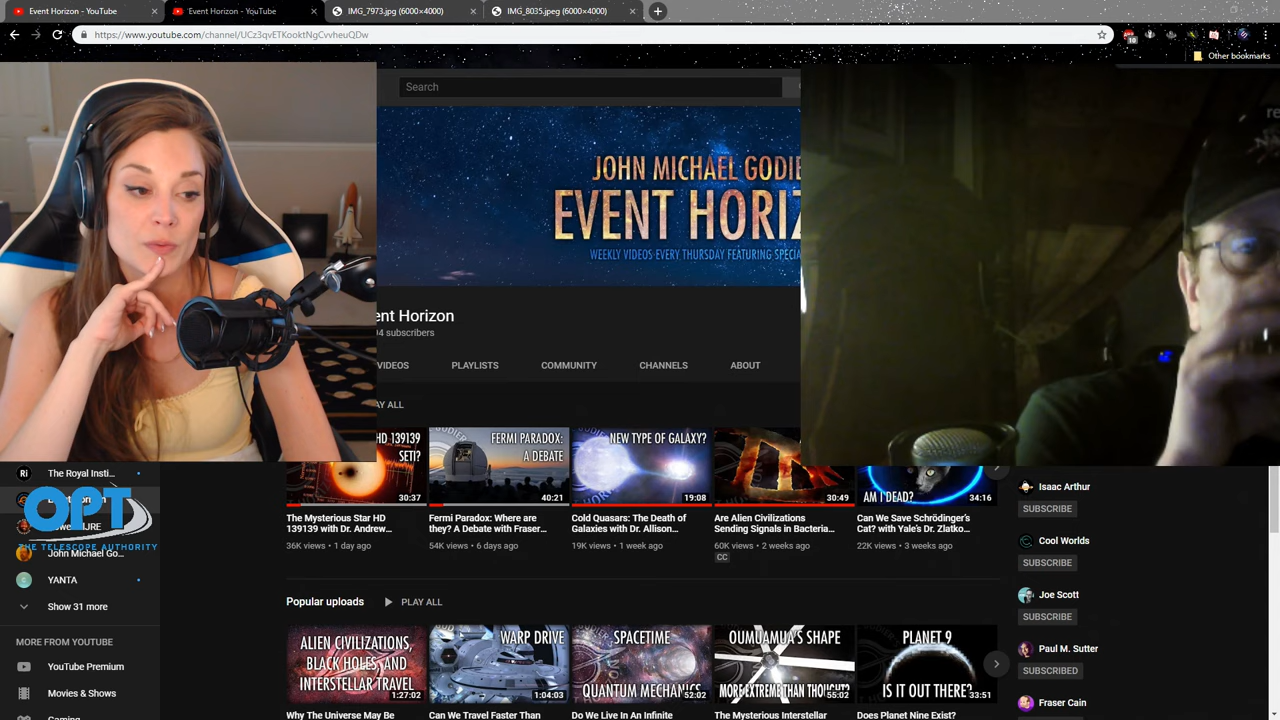 Event Horizon - YouTube
Event Horizon - YouTube
IMG_7973.jpg (6000×4000)
IMG_8035.jpeg (6000×4000)
https://www.youtube.com/channel/UCz3qvETKooktNgCvvheuQDw
Other bookmarks
Search
re
JOHN MICHAEL GODIE
EVENT HORIZ
WEEKLY VIDEOS EVERY THURSDAY FEATURING SPECIA
ent Horizon
94 subscribers
VIDEOS
PLAYLISTS
COMMUNITY
CHANNELS
ABOUT
AY ALL
HD 139139
SETI?
30:37
FERMI PARADOX:
A DEBATE
40:21
NEW TYPE OF GALAXY?
19:08
30:49
AM I DEAD?
34:16
The Mysterious Star HD
139139 with Dr. Andrew...
36K views • 1 day ago
Fermi Paradox: Where are
they? A Debate with Fraser...
54K views • 6 days ago
Cold Quasars: The Death of
Galaxies with Dr. Allison...
19K views • 1 week ago
Are Alien Civilizations
Sending Signals in Bacteria...
60K views • 2 weeks ago
CC
Can We Save Schrödinger's
Cat? with Yale's Dr. Zlatko...
22K views • 3 weeks ago
Ri
The Royal Insti...
OPT
THE TELESCOPE AUTHORITY
John Michael Go...
YANTA
Show 31 more
MORE FROM YOUTUBE
YouTube Premium
Movies & Shows
Gaming
Popular uploads
PLAY ALL
ALIEN CIVILIZATIONS,
BLACK HOLES, AND
INTERSTELLAR TRAVEL
1:27:02
WARP DRIVE
1:04:03
SPACETIME
QUANTUM MECHANICS
52:02
OUMUAMUA'S SHAPE
MORE EXTREME THAN THOUGHT?
55:02
PLANET 9
IS IT OUT THERE?
33:51
Why The Universe May Be
Can We Travel Faster Than
Do We Live In An Infinite
The Mysterious Interstellar
Does Planet Nine Exist?
Isaac Arthur
SUBSCRIBE
Cool Worlds
SUBSCRIBE
Joe Scott
SUBSCRIBE
Paul M. Sutter
SUBSCRIBED
Fraser Cain